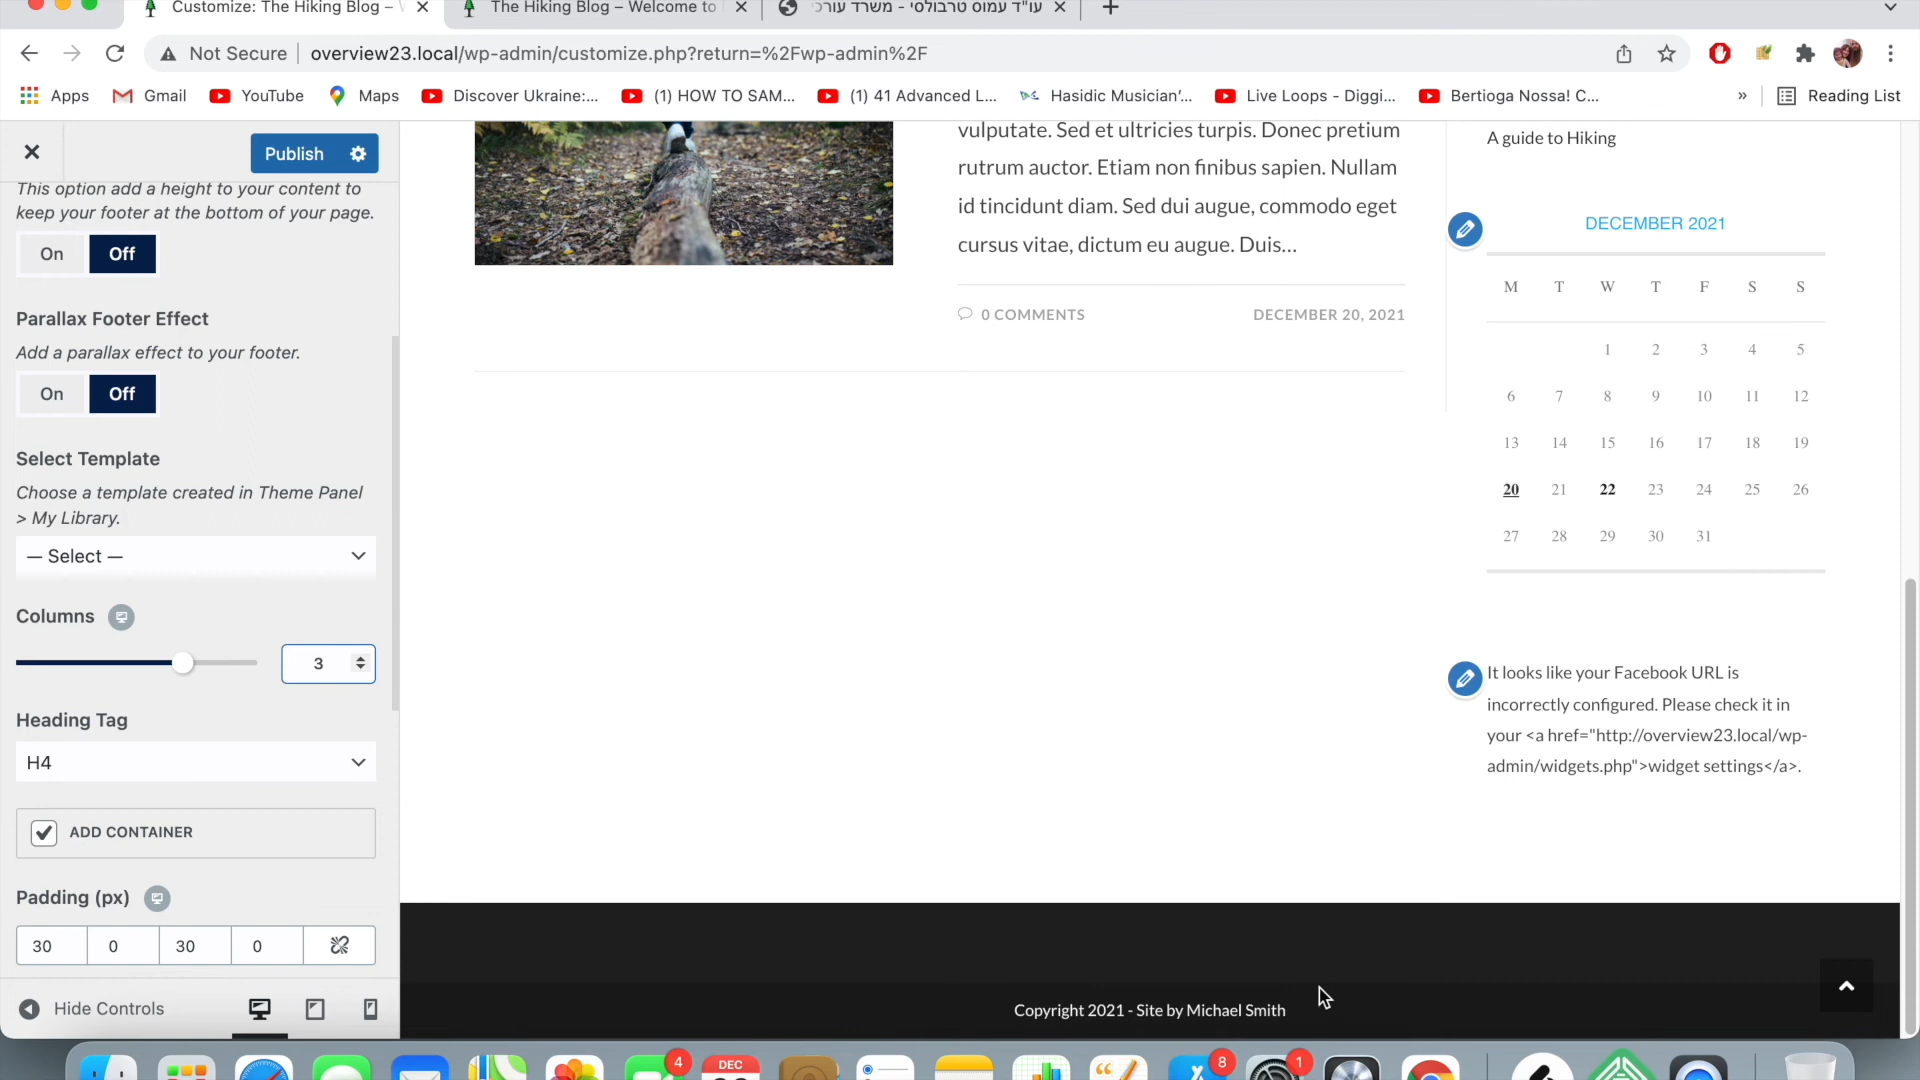 Customize: The Hiking Blog –
The Hiking Blog – Welcome to
עו"ד עמוס טרבולסי - משרד עורכי
Not Secure
overview23.local/wp-admin/customize.php?return=%2Fwp-admin%2F
Apps
Gmail
YouTube
Maps
Discover Ukraine:...
(1) HOW TO SAM...
(1) 41 Advanced L...
Hasidic Musician'...
Live Loops - Diggi...
Bertioga Nossa! C...
»
Reading List
Publish
This option add a height to your content to
keep your footer at the bottom of your page.
On Off
Parallax Footer Effect
Add a parallax effect to your footer.
On Off
Select Template
Choose a template created in Theme Panel
> My Library.
— Select —
Columns
3
Heading Tag
H4
ADD CONTAINER
Padding (px)
30 0 30 0
Hide Controls
vulputate. Sed et ultricies turpis. Donec pretium
rutrum auctor. Etiam non finibus sapien. Nullam
id tincidunt diam. Sed dui augue, commodo eget
cursus vitae, dictum eu augue. Duis...
0 COMMENTS
DECEMBER 20, 2021
A guide to Hiking
DECEMBER 2021
M T W T F S S
1 2 3 4 5
6 7 8 9 10 11 12
13 14 15 16 17 18 19
20 21 22 23 24 25 26
27 28 29 30 31
It looks like your Facebook URL is
incorrectly configured. Please check it in
your <a href="http://overview23.local/wp-
admin/widgets.php">widget settings</a>.
Copyright 2021 - Site by Michael Smith
4
DEC
8
1